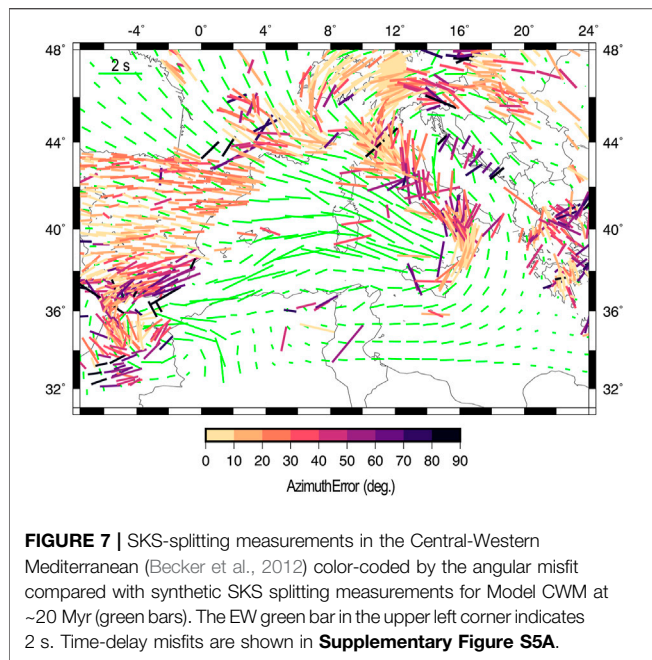 0° 4° 8° 12° 16° 20° 24°
48° 48°
2 s
44° 44°
40° 40°
36° 36°
32° 32°
0 10 20 30 40 50 60 70 80 90
AzimuthError (deg.)
FIGURE 7 | SKS-splitting measurements in the Central-Western
Mediterranean (Becker et al., 2012) color-coded by the angular misfit
compared with synthetic SKS splitting measurements for Model CWM at
~20 Myr (green bars). The EW green bar in the upper left corner indicates
2 s. Time-delay misfits are shown in Supplementary Figure S5A.